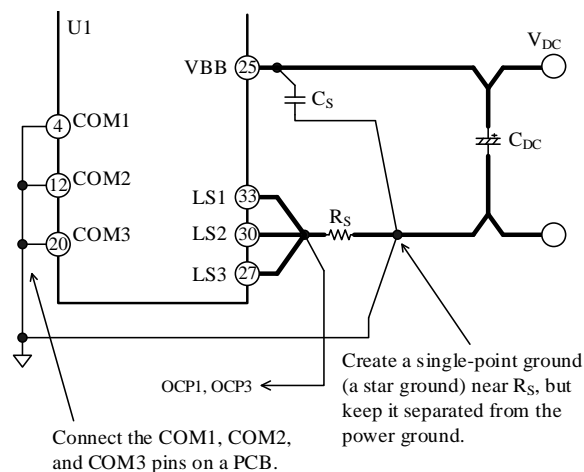 U1
VBB 25
VDC
CS
4 COM1
CDC
12 COM2
LS1 33
RS
20 COM3
LS2 30
LS3 27
Create a single-point ground
(a star ground) near RS, but
keep it separated from the
power ground.
OCP1, OCP3
Connect the COM1, COM2,
and COM3 pins on a PCB.